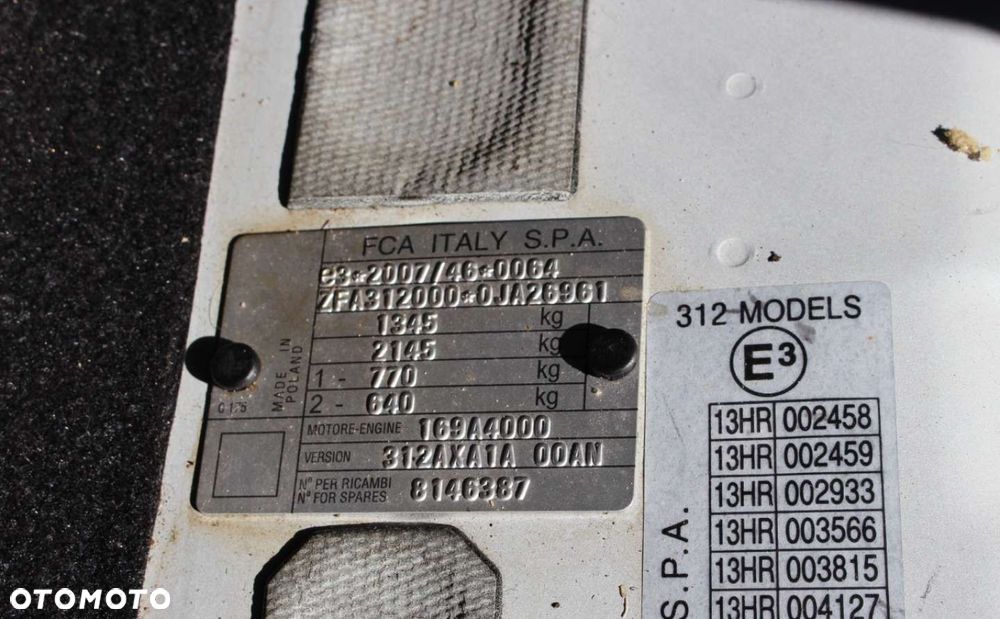 FCA ITALY S.P.A.
e3*2007/46*0064
ZFA312000*0JA26961
1345 kg
2145 kg
1 - 770 kg
2 - 640 kg
MADE IN
POLAND
MOTORE-ENGINE 169A4000
VERSION 312AXA1A 00AN
N° PER RICAMBI
N° FOR SPARES 8146387
312 MODELS
E3
13HR 002458
13HR 002459
13HR 002933
13HR 003566
13HR 003815
13HR 004127
S.P.A.
OTOMOTO